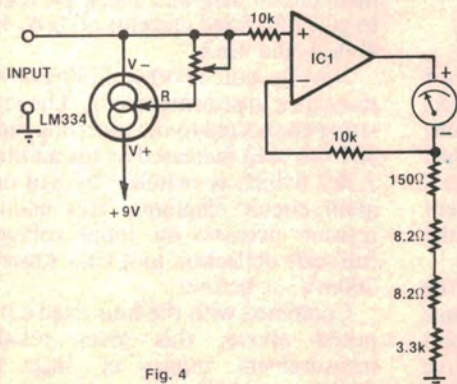 10k
+
IC1
−
V−
R
INPUT
LM334
V+
+9V
10k
+
−
150Ω
8.2Ω
8.2Ω
3.3k
Fig. 4